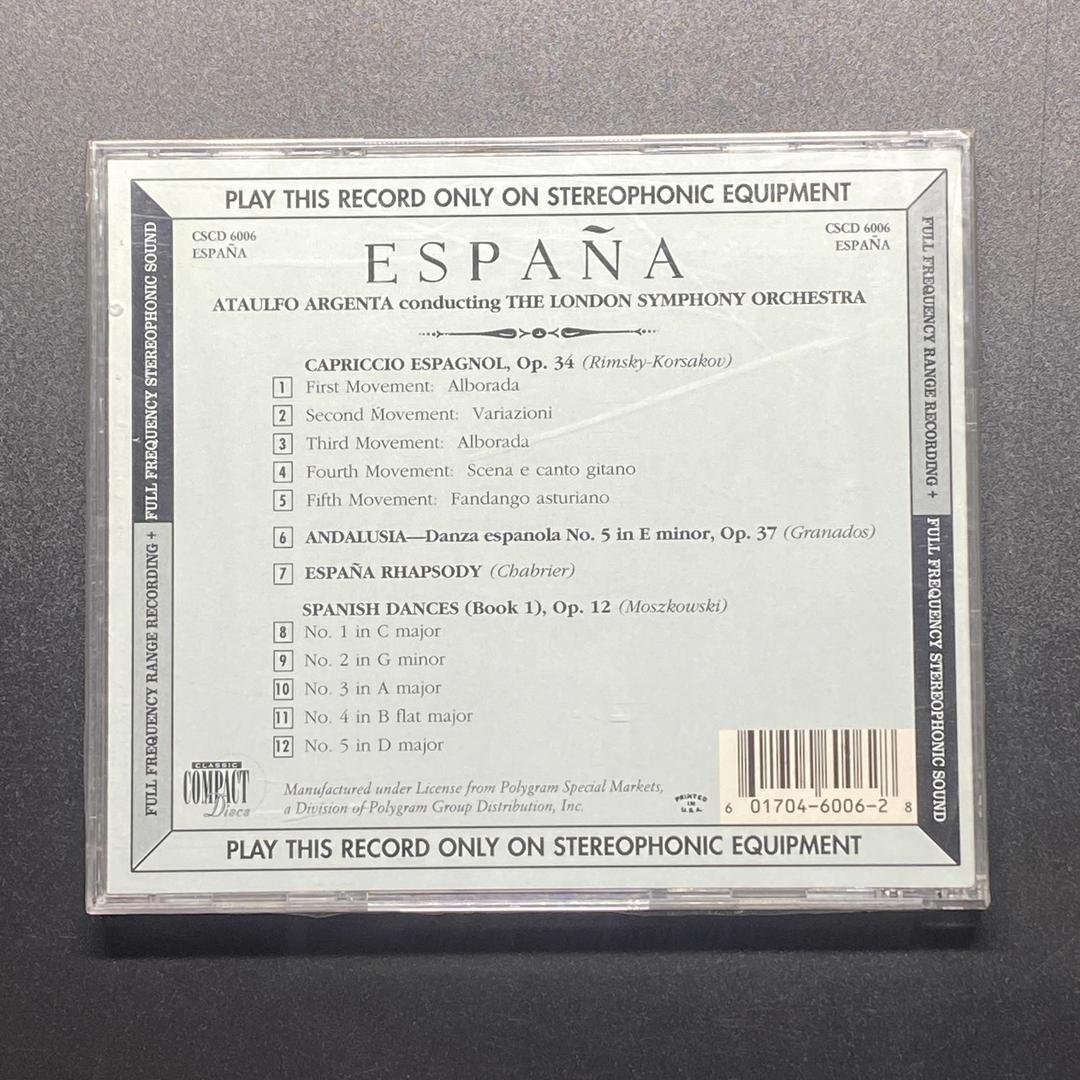 PLAY THIS RECORD ONLY ON STEREOPHONIC EQUIPMENT
CSCD 6006
ESPAÑA
CSCD 6006
ESPAÑA
ESPAÑA
ATAULFO ARGENTA conducting THE LONDON SYMPHONY ORCHESTRA
CAPRICCIO ESPAGNOL, Op. 34 (Rimsky-Korsakov)
1 First Movement: Alborada
2 Second Movement: Variazioni
3 Third Movement: Alborada
4 Fourth Movement: Scena e canto gitano
5 Fifth Movement: Fandango asturiano
6 ANDALUSIA—Danza espanola No. 5 in E minor, Op. 37 (Granados)
7 ESPAÑA RHAPSODY (Chabrier)
SPANISH DANCES (Book 1), Op. 12 (Moszkowski)
8 No. 1 in C major
9 No. 2 in G minor
10 No. 3 in A major
11 No. 4 in B flat major
12 No. 5 in D major
CLASSIC
COMPACT
Discs
Manufactured under License from Polygram Special Markets,
a Division of Polygram Group Distribution, Inc.
PRINTED
IN
U.S.A.
6 01704-6006-2 8
PLAY THIS RECORD ONLY ON STEREOPHONIC EQUIPMENT
FULL FREQUENCY RANGE RECORDING + FULL FREQUENCY STEREOPHONIC SOUND
FULL FREQUENCY RANGE RECORDING + FULL FREQUENCY STEREOPHONIC SOUND